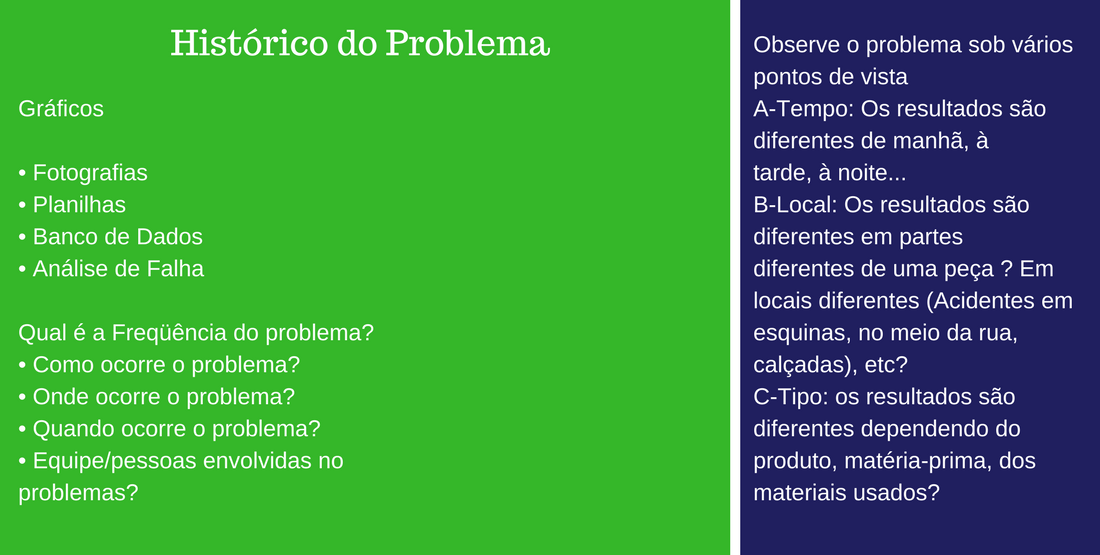 Histórico do Problema
Gráficos
• Fotografias
• Planilhas
• Banco de Dados
• Análise de Falha
Qual é a Freqüência do problema?
• Como ocorre o problema?
• Onde ocorre o problema?
• Quando ocorre o problema?
• Equipe/pessoas envolvidas no
problemas?
Observe o problema sob vários
pontos de vista
A-Tempo: Os resultados são
diferentes de manhã, à
tarde, à noite...
B-Local: Os resultados são
diferentes em partes
diferentes de uma peça ? Em
locais diferentes (Acidentes em
esquinas, no meio da rua,
calçadas), etc?
C-Tipo: os resultados são
diferentes dependendo do
produto, matéria-prima, dos
materiais usados?